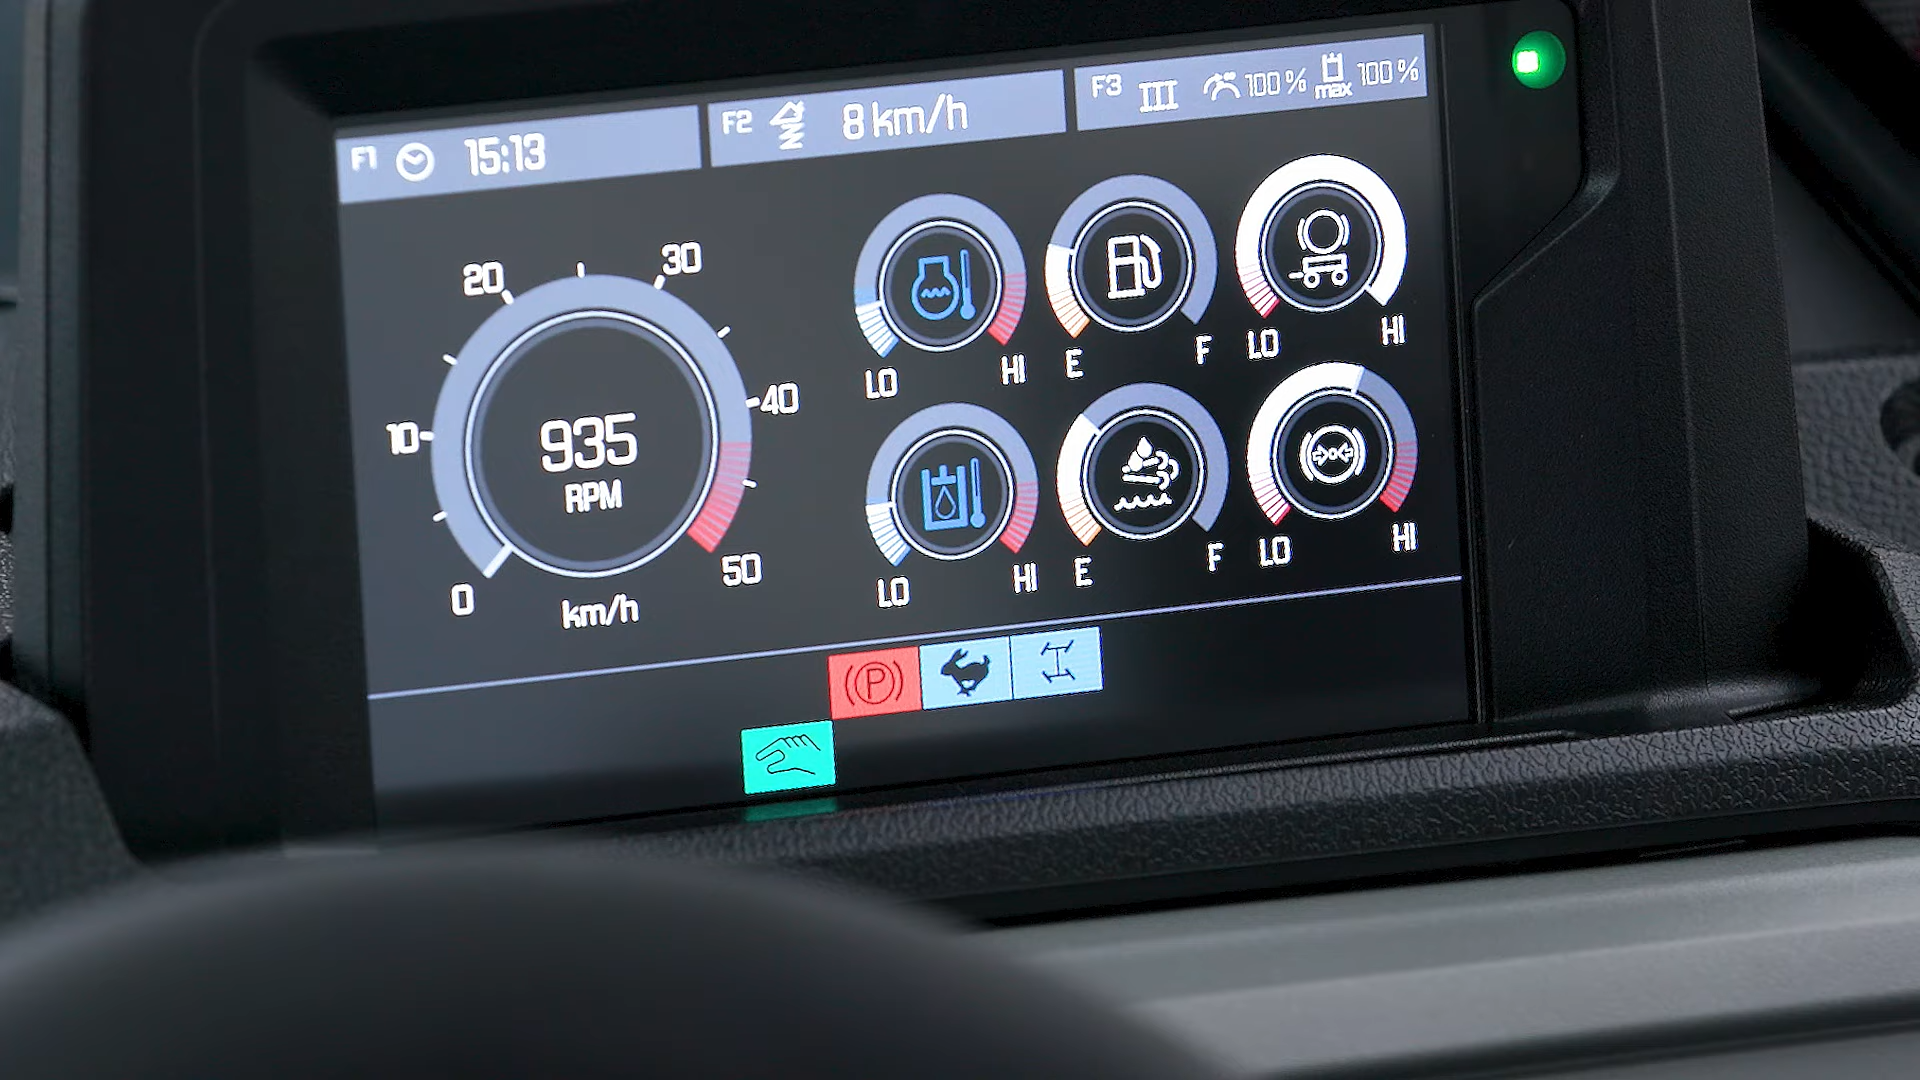 F1 15:13
F2 8 km/h
F3 III 100 % max 100 %
20 30
10 40
0 50
935
RPM
km/h
LO HI
E F
LO HI
LO HI
E F
LO HI
P